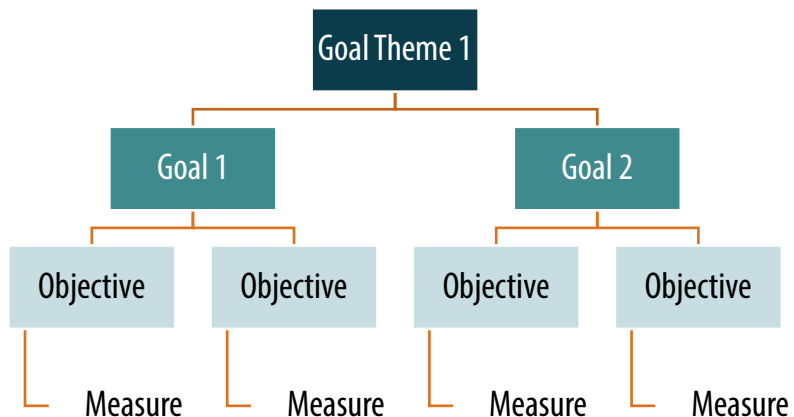 Goal Theme 1
Goal 1
Goal 2
Objective
Objective
Objective
Objective
Measure
Measure
Measure
Measure